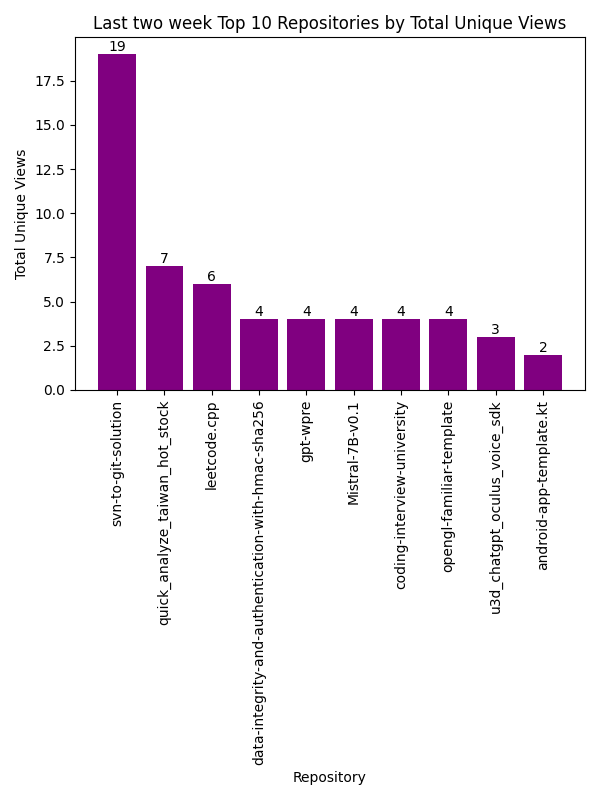 Last two week Top 10 Repositories by Total Unique Views
Total Unique Views
17.5
15.0
12.5
10.0
7.5
5.0
2.5
0.0
19
7
6
4
4
4
4
4
3
2
svn-to-git-solution
quick_analyze_taiwan_hot_stock
leetcode.cpp
data-integrity-and-authentication-with-hmac-sha256
gpt-wpre
Mistral-7B-v0.1
coding-interview-university
opengl-familiar-template
u3d_chatgpt_oculus_voice_sdk
android-app-template.kt
Repository